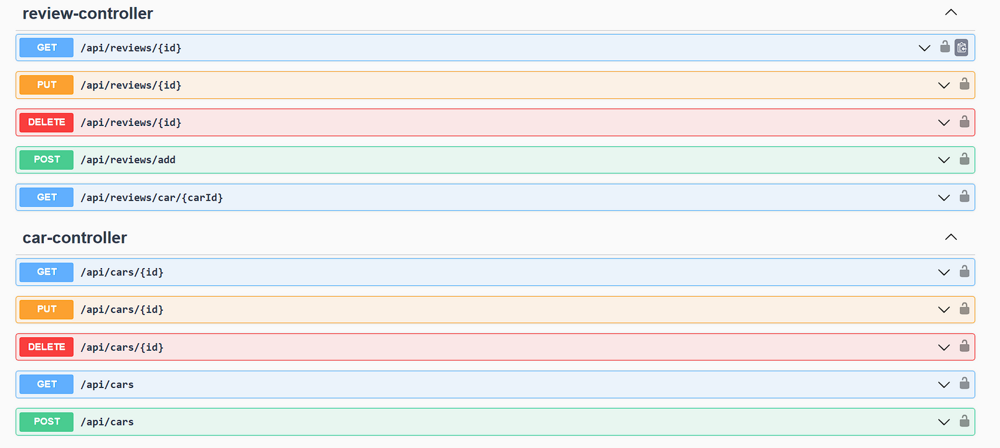 review-controller
GET /api/reviews/{id}
PUT /api/reviews/{id}
DELETE /api/reviews/{id}
POST /api/reviews/add
GET /api/reviews/car/{carId}
car-controller
GET /api/cars/{id}
PUT /api/cars/{id}
DELETE /api/cars/{id}
GET /api/cars
POST /api/cars